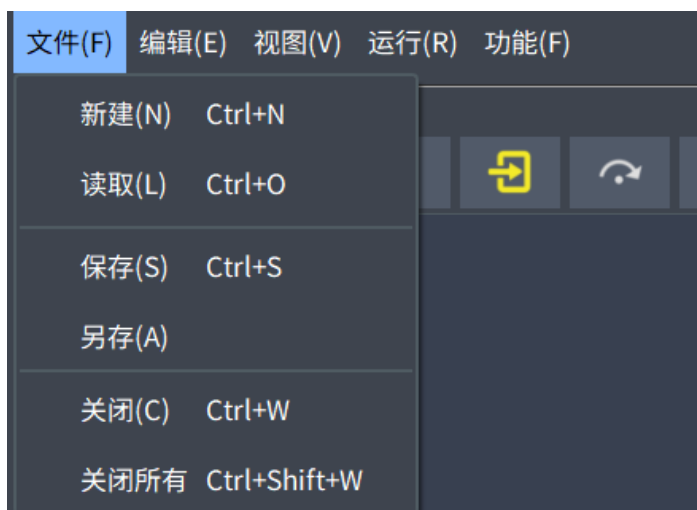 文件(F) 编辑(E) 视图(V) 运行(R) 功能(F)
新建(N) Ctrl+N
读取(L) Ctrl+O
保存(S) Ctrl+S
另存(A)
关闭(C) Ctrl+W
关闭所有 Ctrl+Shift+W